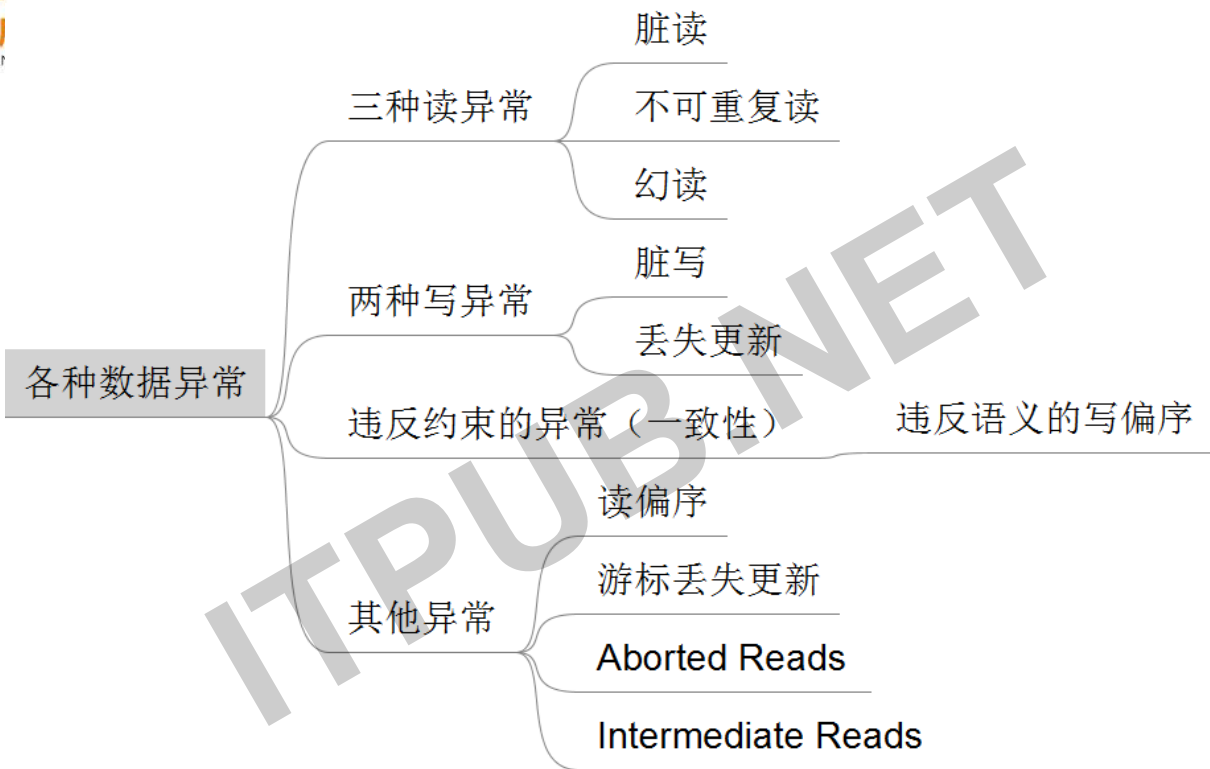 脏读
三种读异常
不可重复读
幻读
脏写
两种写异常
丢失更新
各种数据异常
违反约束的异常（一致性）
违反语义的写偏序
读偏序
游标丢失更新
其他异常
Aborted Reads
Intermediate Reads
ITPUB.NET